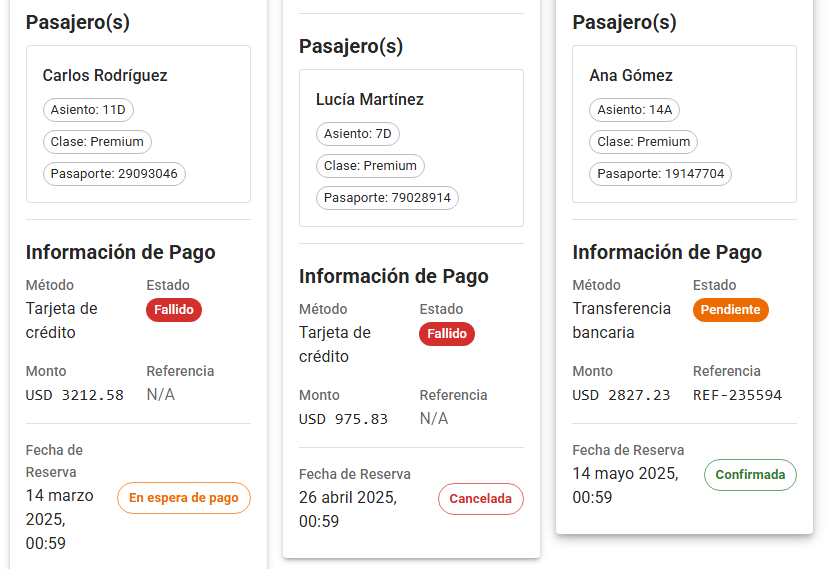 Pasajero(s)
Carlos Rodríguez
Asiento: 11D
Clase: Premium
Pasaporte: 29093046
Información de Pago
Método
Estado
Tarjeta de
crédito
Fallido
Monto
Referencia
USD 3212.58
N/A
Fecha de
Reserva
14 marzo
2025,
00:59
En espera de pago
Pasajero(s)
Lucía Martínez
Asiento: 7D
Clase: Premium
Pasaporte: 79028914
Información de Pago
Método
Estado
Tarjeta de
crédito
Fallido
Monto
Referencia
USD 975.83
N/A
Fecha de Reserva
26 abril 2025,
00:59
Cancelada
Pasajero(s)
Ana Gómez
Asiento: 14A
Clase: Premium
Pasaporte: 19147704
Información de Pago
Método
Estado
Transferencia
bancaria
Pendiente
Monto
Referencia
USD 2827.23
REF-235594
Fecha de Reserva
14 mayo 2025,
00:59
Confirmada